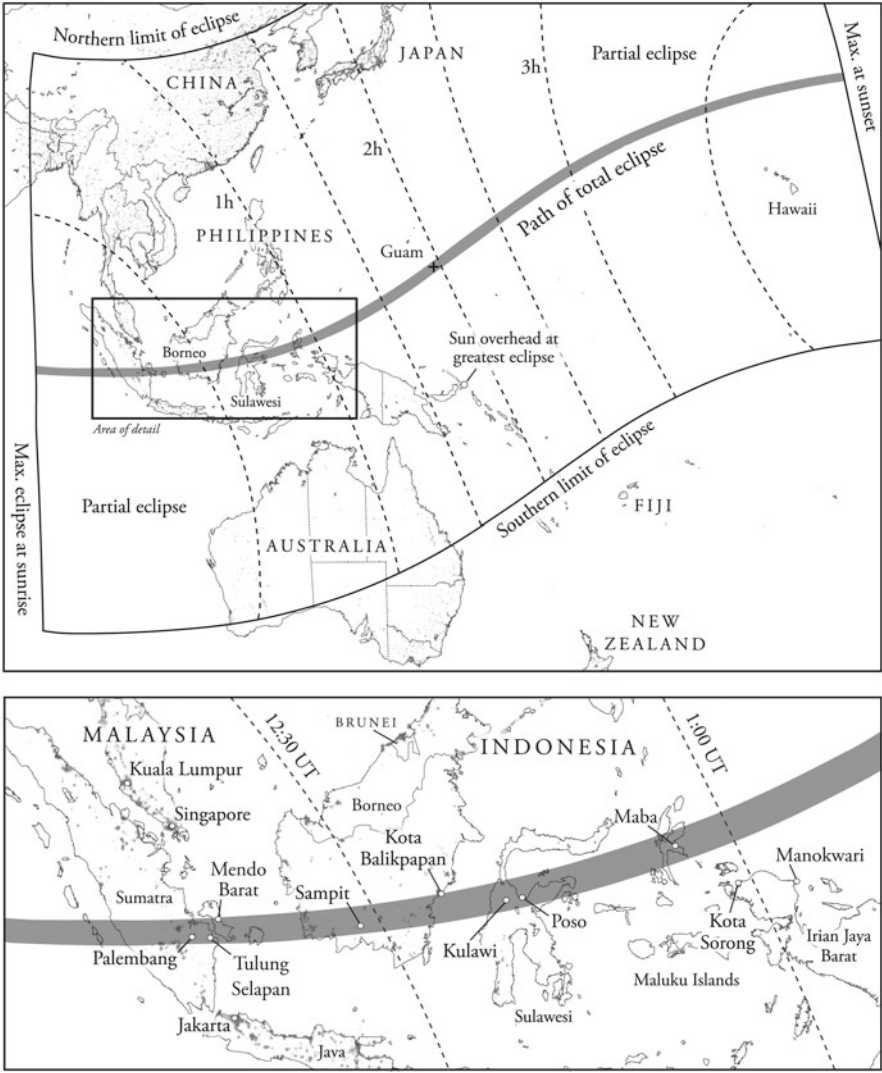 Northern limit of eclipse
CHINA
JAPAN
3h
Partial eclipse
Max. at sunset
2h
1h
PHILIPPINES
Guam
Path of total eclipse
Hawaii
Borneo
Sulawesi
Sun overhead at
greatest eclipse
Area of detail
Max. eclipse at sunrise
Partial eclipse
AUSTRALIA
Southern limit of eclipse
FIJI
NEW
ZEALAND
MALAYSIA
12:30 UT
BRUNEI
INDONESIA
1:00 UT
Kuala Lumpur
Singapore
Borneo
Maba
Kota
Balikpapan
Mendo
Barat
Manokwari
Sumatra
Sampit
Palembang
Tulung
Selapan
Kulawi
Poso
Kota
Sorong
Irian Jaya
Barat
Maluku Islands
Jakarta
Sulawesi
Java